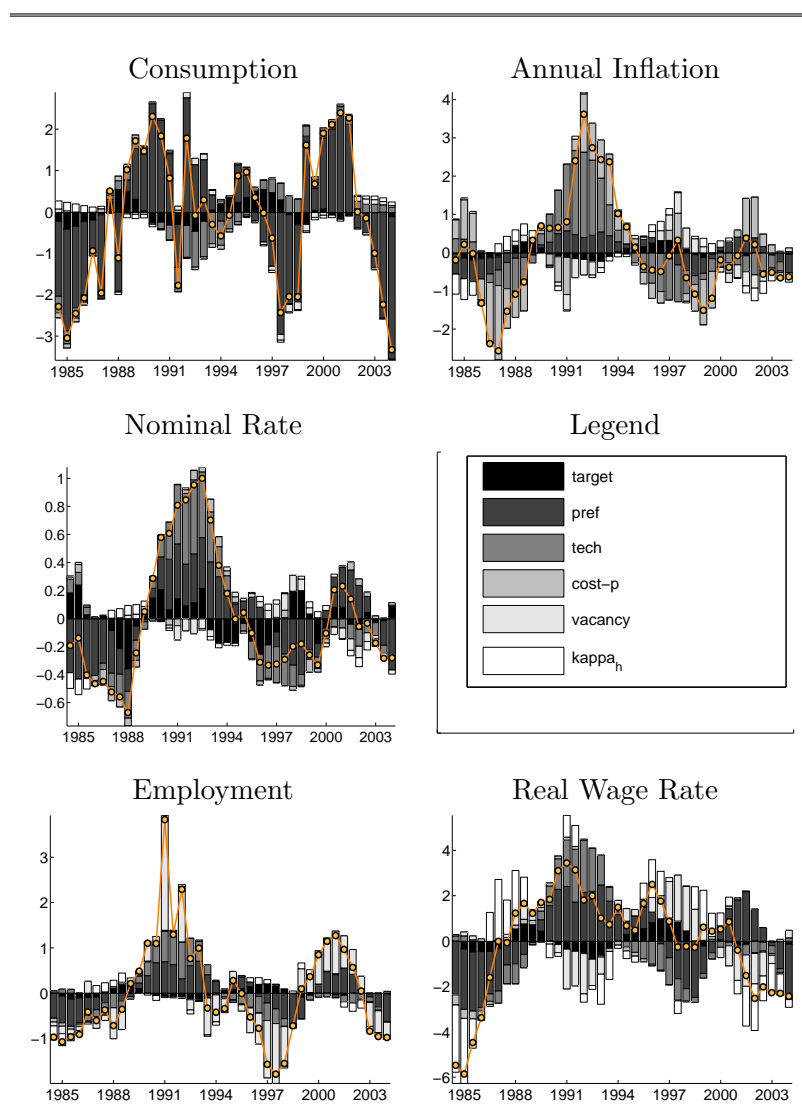 Consumption
2
1
0
−1
−2
−3
1985 1988 1991 1994 1997 2000 2003
Annual Inflation
4
2
0
−2
1985 1988 1991 1994 1997 2000 2003
Nominal Rate
1
0.8
0.6
0.4
0.2
0
−0.2
−0.4
−0.6
1985 1988 1991 1994 1997 2000 2003
Legend
target
pref
tech
cost−p
vacancy
kappa_h
Employment
3
2
1
0
−1
1985 1988 1991 1994 1997 2000 2003
Real Wage Rate
4
2
0
−2
−4
−6
1985 1988 1991 1994 1997 2000 2003